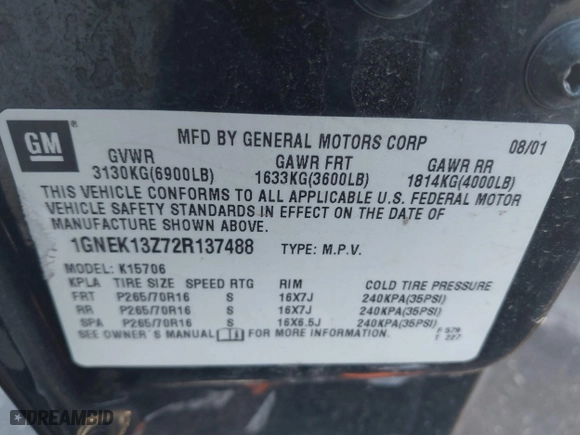 GM ® MFD BY GENERAL MOTORS CORP 08/01
GVWR GAWR FRT GAWR RR
3130KG(6900LB) 1633KG(3600LB) 1814KG(4000LB)
THIS VEHICLE CONFORMS TO ALL APPLICABLE U.S. FEDERAL MOTOR
VEHICLE SAFETY STANDARDS IN EFFECT ON THE DATE OF
MANUFACTURE SHOWN ABOVE.
1GNEK13Z72R137488 TYPE: M.P.V.
MODEL: K15706
KPLA TIRE SIZE SPEED RTG RIM COLD TIRE PRESSURE
FRT P265/70R16 S 16X7J 240KPA(35PSI)
RR P265/70R16 S 16X7J 240KPA(35PSI)
SPA P265/70R16 S 16X6.5J 240KPA(35PSI)
SEE OWNER'S MANUAL i FOR MORE INFORMATION.
F 579
E 227
DREAMBID